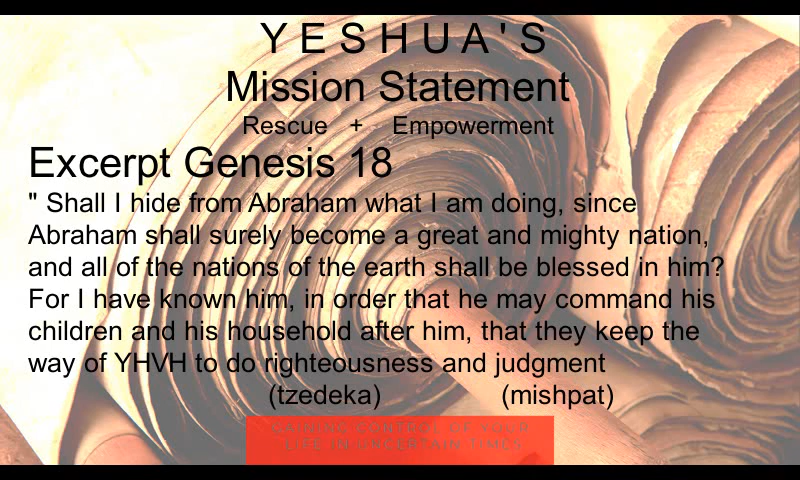 YESHUA'S
Mission Statement
Rescue + Empowerment
Excerpt Genesis 18
" Shall I hide from Abraham what I am doing, since
Abraham shall surely become a great and mighty nation,
and all of the nations of the earth shall be blessed in him?
For I have known him, in order that he may command his
children and his household after him, that they keep the
way of YHVH to do righteousness and judgment
(tzedeka) (mishpat)
GAINING CONTROL OF YOUR
LIFE IN UNCERTAIN TIMES